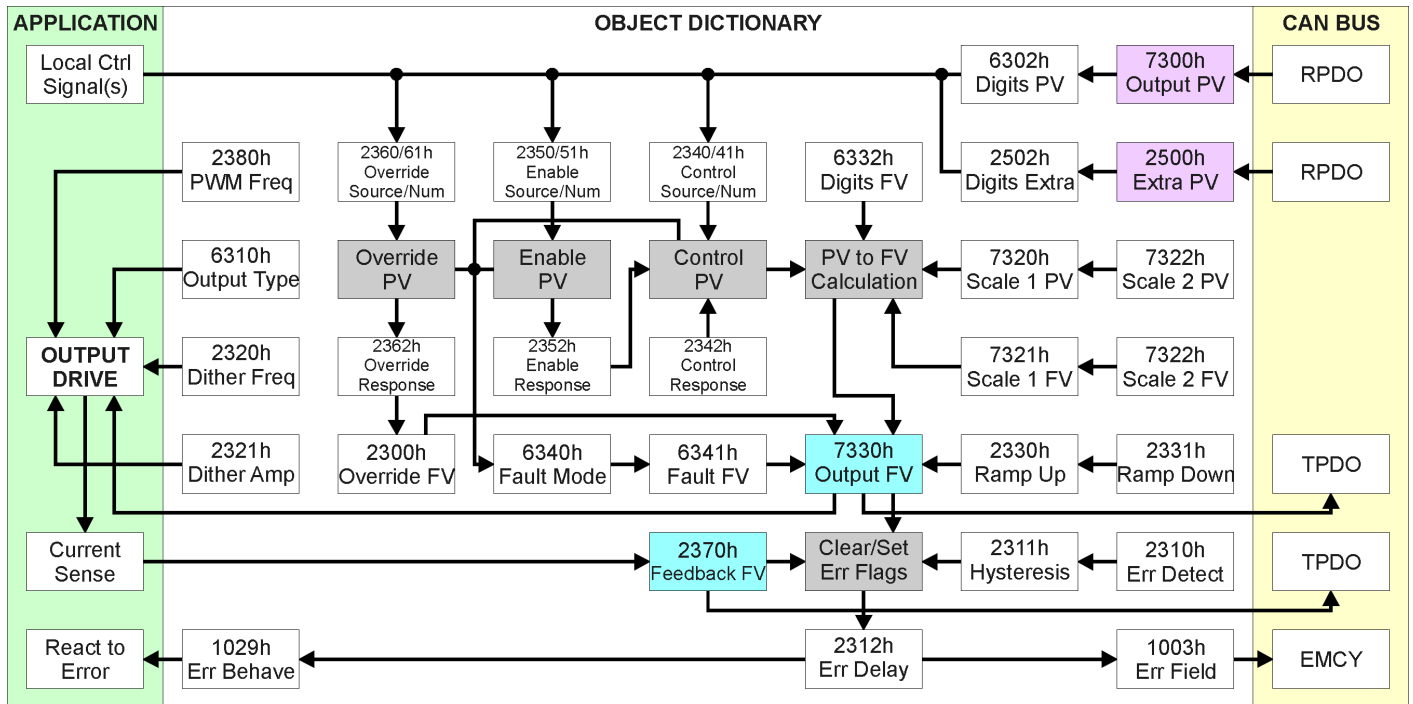 APPLICATION
OBJECT DICTIONARY
CAN BUS
Local Ctrl
Signal(s)
6302h
Digits PV
7300h
Output PV
RPDO
2380h
PWM Freq
2360/61h
Override
Source/Num
2350/51h
Enable
Source/Num
2340/41h
Control
Source/Num
6332h
Digits FV
2502h
Digits Extra
2500h
Extra PV
RPDO
6310h
Output Type
Override
PV
Enable
PV
Control
PV
PV to FV
Calculation
7320h
Scale 1 PV
7322h
Scale 2 PV
OUTPUT
DRIVE
2320h
Dither Freq
2362h
Override
Response
2352h
Enable
Response
2342h
Control
Response
7321h
Scale 1 FV
7322h
Scale 2 FV
2321h
Dither Amp
2300h
Override FV
6340h
Fault Mode
6341h
Fault FV
7330h
Output FV
2330h
Ramp Up
2331h
Ramp Down
TPDO
Current
Sense
2370h
Feedback FV
Clear/Set
Err Flags
2311h
Hysteresis
2310h
Err Detect
TPDO
React to
Error
1029h
Err Behave
2312h
Err Delay
1003h
Err Field
EMCY